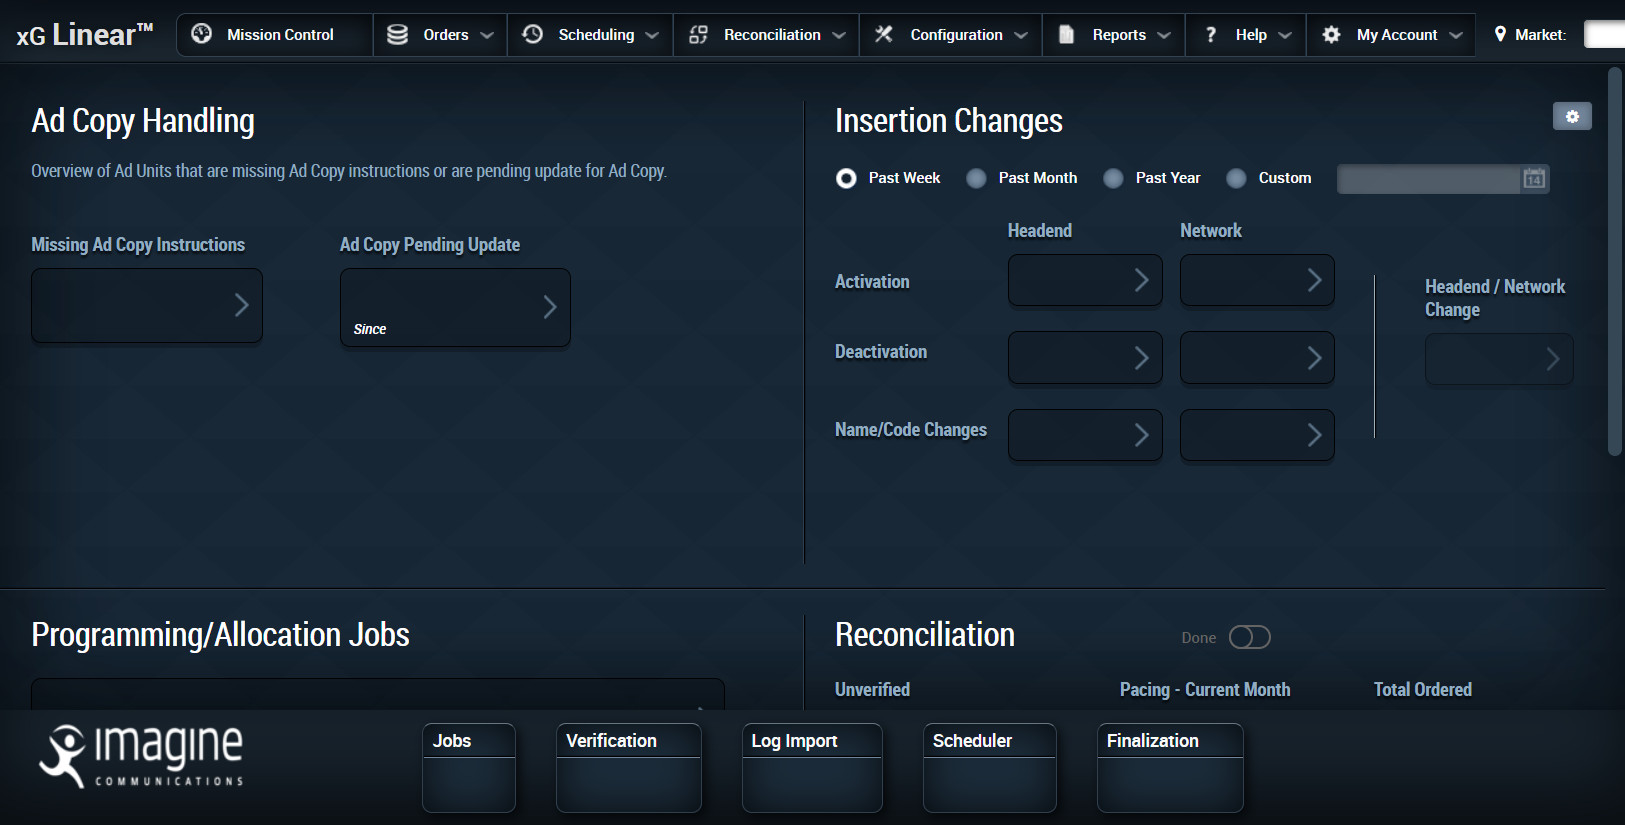 xG Linear™
Mission Control
Orders
Scheduling
Reconciliation
Configuration
Reports
? Help
My Account
Market:
Ad Copy Handling
Overview of Ad Units that are missing Ad Copy instructions or are pending update for Ad Copy.
Missing Ad Copy Instructions
Ad Copy Pending Update
Since
Insertion Changes
Past Week
Past Month
Past Year
Custom
14
Headend
Network
Activation
Deactivation
Name/Code Changes
Headend / Network
Change
Programming/Allocation Jobs
Reconciliation
Done
Unverified
Pacing - Current Month
Total Ordered
imagine
COMMUNICATIONS
Jobs
Verification
Log Import
Scheduler
Finalization